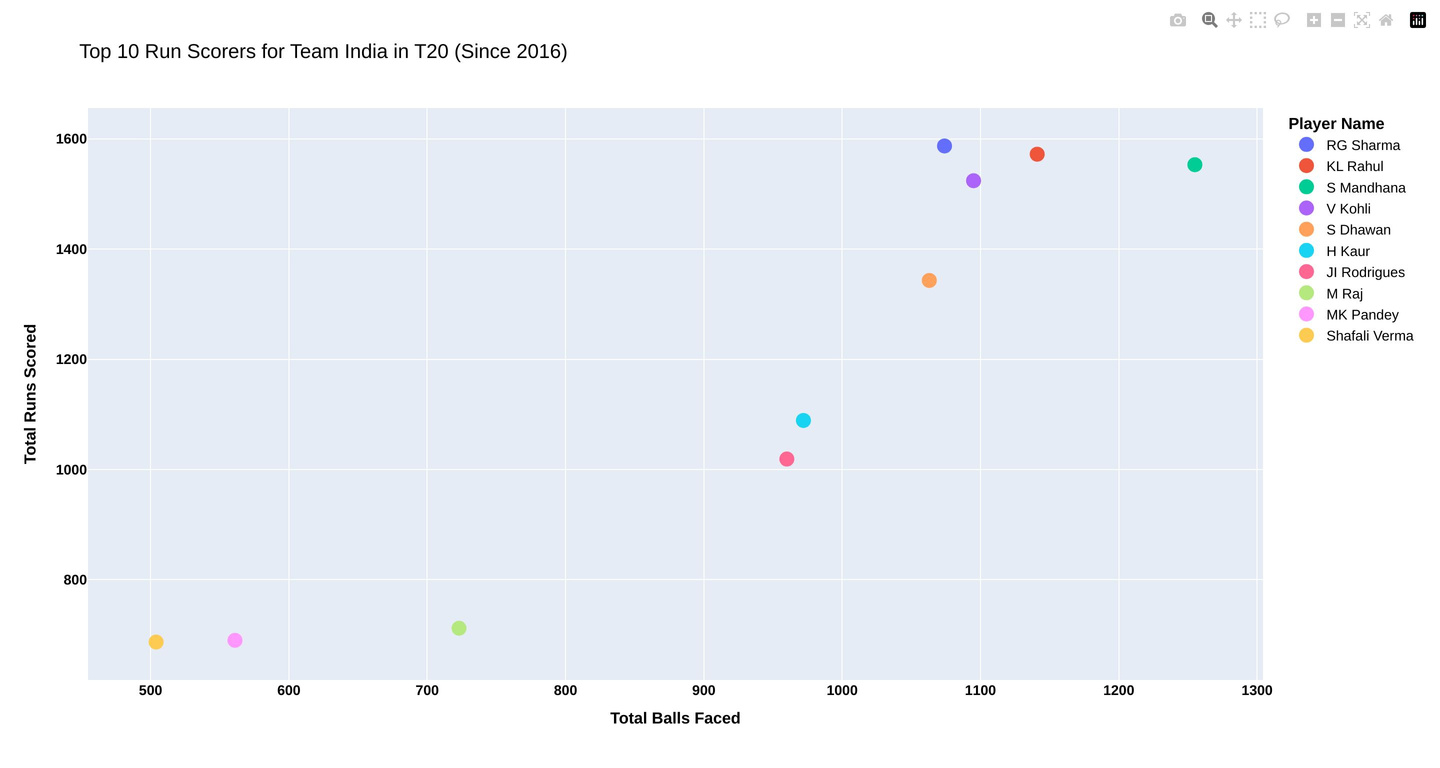 Top 10 Run Scorers for Team India in T20 (Since 2016)
1600
1400
1200
1000
800
Total Runs Scored
500 600 700 800 900 1000 1100 1200 1300
Total Balls Faced
Player Name
RG Sharma
KL Rahul
S Mandhana
V Kohli
S Dhawan
H Kaur
JI Rodrigues
M Raj
MK Pandey
Shafali Verma